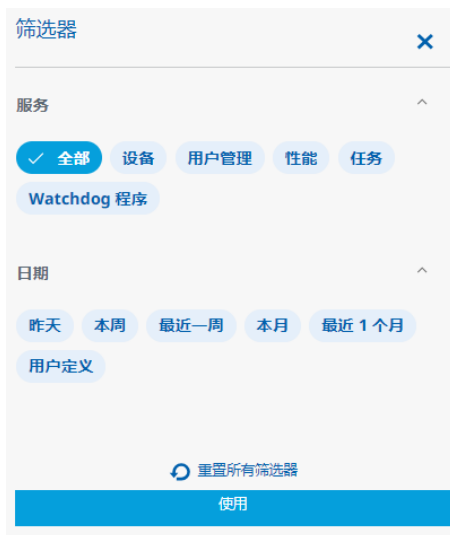 筛选器
服务
全部 设备 用户管理 性能 任务
Watchdog 程序
日期
昨天 本周 最近一周 本月 最近 1 个月
用户定义
重置所有筛选器
使用